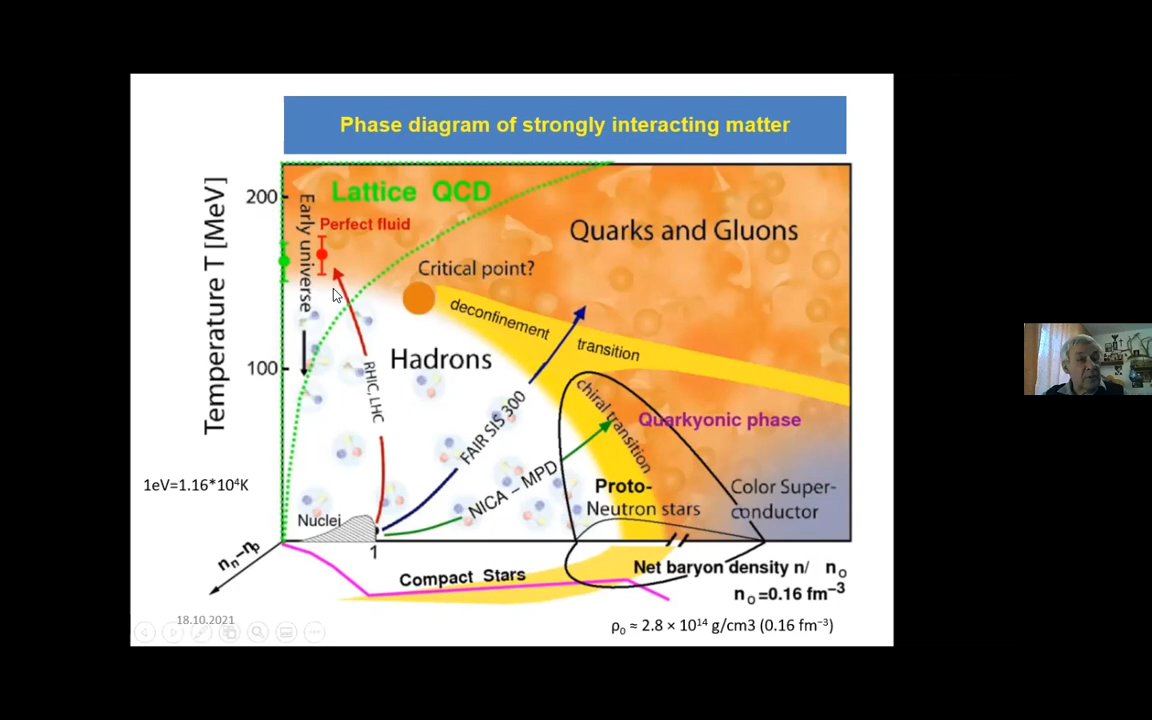 Phase diagram of strongly interacting matter
Temperature T [MeV]
200
100
Early universe
Lattice QCD
Perfect fluid
Quarks and Gluons
Critical point?
deconfinement transition
Hadrons
RHIC, LHC
FAIR SIS 300
NICA – MPD
chiral transition
Quarkyonic phase
1eV=1.16*10⁴K
Proto-
Neutron stars
Color Super-
conductor
Nuclei
1
nₙ–nₚ
Compact Stars
Net baryon density n/ n₀
n₀=0.16 fm⁻³
18.10.2021
ρ₀ ≈ 2.8 × 10¹⁴ g/cm3 (0.16 fm⁻³)